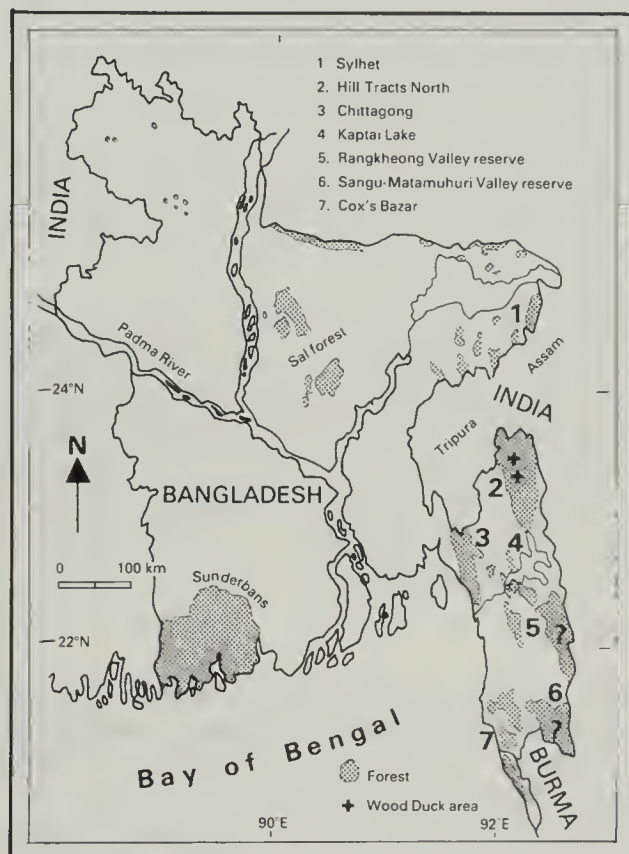 1 Sylhet
2. Hill Tracts North
3 Chittagong
4 Kaptai Lake
5. Rangkheong Valley reserve
6. Sangu-Matamuhuri Valley reserve
7. Cox's Bazar
INDIA
Padma River
Sal forest
1
Assam
24°N
INDIA
Tripura
N
BANGLADESH
2
3
4
0 100 km
Sunderbans
22°N
5
?
6
?
7
Bay of Bengal
BURMA
Forest
+ Wood Duck area
90°E
92°E